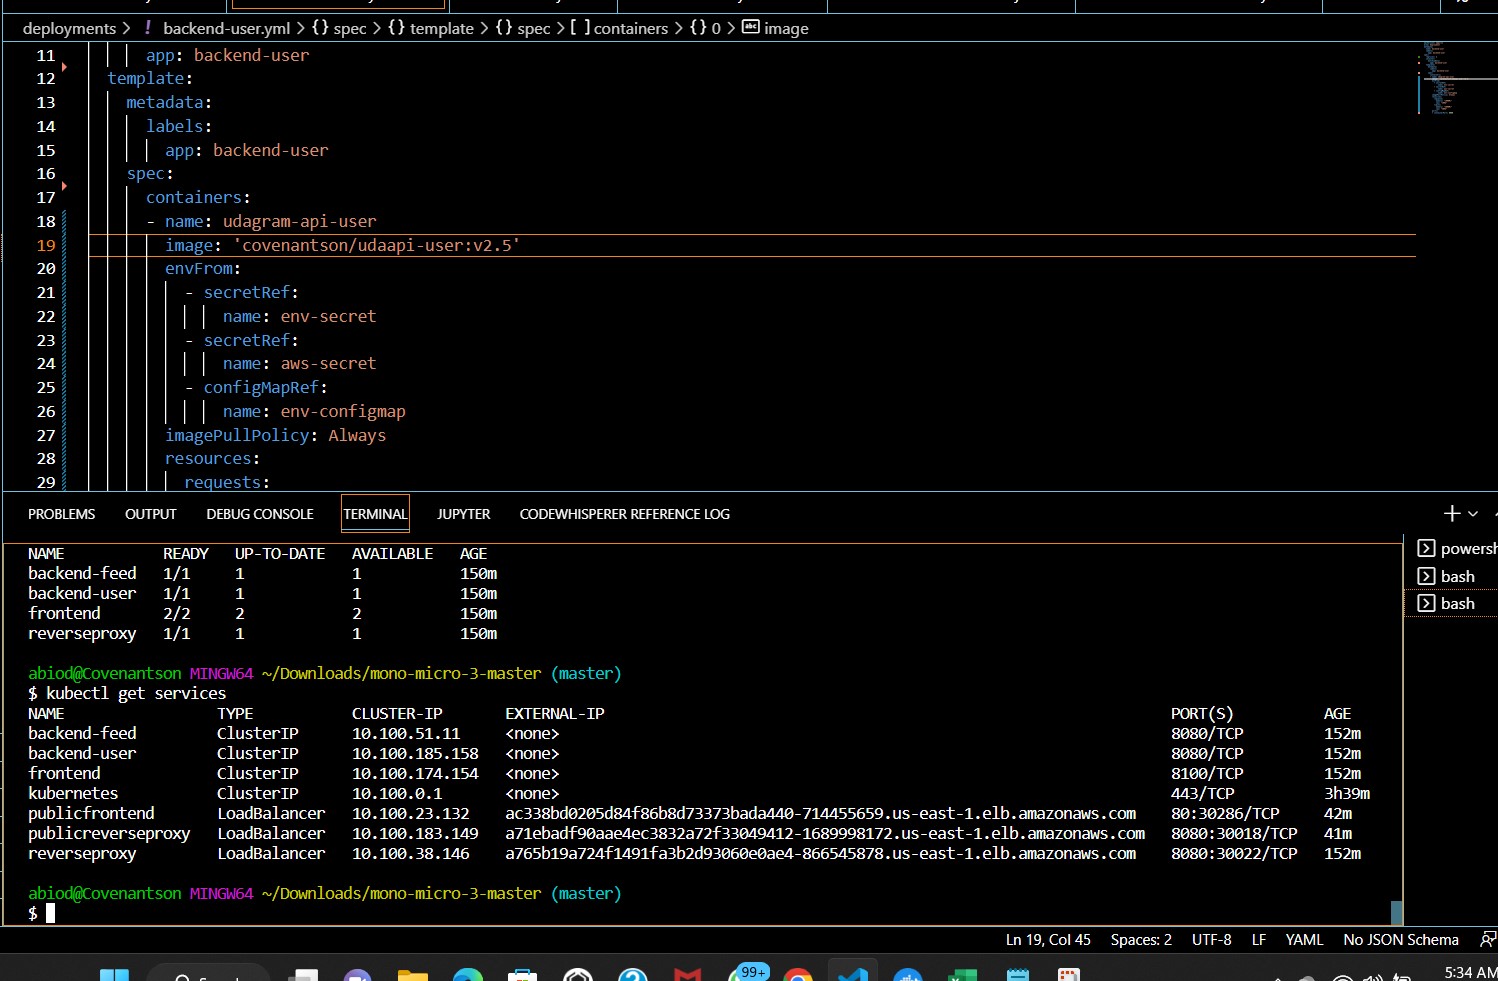 deployments > ! backend-user.yml > {} spec > {} template > {} spec > [ ] containers > {} 0 > abc image
11 app: backend-user
12 template:
13 metadata:
14 labels:
15 app: backend-user
16 spec:
17 containers:
18 - name: udagram-api-user
19 image: 'covenantson/udaapi-user:v2.5'
20 envFrom:
21 - secretRef:
22 name: env-secret
23 - secretRef:
24 name: aws-secret
25 - configMapRef:
26 name: env-configmap
27 imagePullPolicy: Always
28 resources:
29 requests:
PROBLEMS OUTPUT DEBUG CONSOLE TERMINAL JUPYTER CODEWHISPERER REFERENCE LOG
NAME READY UP-TO-DATE AVAILABLE AGE
backend-feed 1/1 1 1 150m
backend-user 1/1 1 1 150m
frontend 2/2 2 2 150m
reverseproxy 1/1 1 1 150m
abiod@Covenantson MINGW64 ~/Downloads/mono-micro-3-master (master)
$ kubectl get services
NAME TYPE CLUSTER-IP EXTERNAL-IP PORT(S) AGE
backend-feed ClusterIP 10.100.51.11 <none> 8080/TCP 152m
backend-user ClusterIP 10.100.185.158 <none> 8080/TCP 152m
frontend ClusterIP 10.100.174.154 <none> 8100/TCP 152m
kubernetes ClusterIP 10.100.0.1 <none> 443/TCP 3h39m
publicfrontend LoadBalancer 10.100.23.132 ac338bd0205d84f86b8d73373bada440-714455659.us-east-1.elb.amazonaws.com 80:30286/TCP 42m
publicreverseproxy LoadBalancer 10.100.183.149 a71ebadf90aae4ec3832a72f33049412-1689998172.us-east-1.elb.amazonaws.com 8080:30018/TCP 41m
reverseproxy LoadBalancer 10.100.38.146 a765b19a724f1491fa3b2d93060e0ae4-866545878.us-east-1.elb.amazonaws.com 8080:30022/TCP 152m
abiod@Covenantson MINGW64 ~/Downloads/mono-micro-3-master (master)
$
powersh
bash
bash
Ln 19, Col 45 Spaces: 2 UTF-8 LF YAML No JSON Schema
99+
5:34 AM